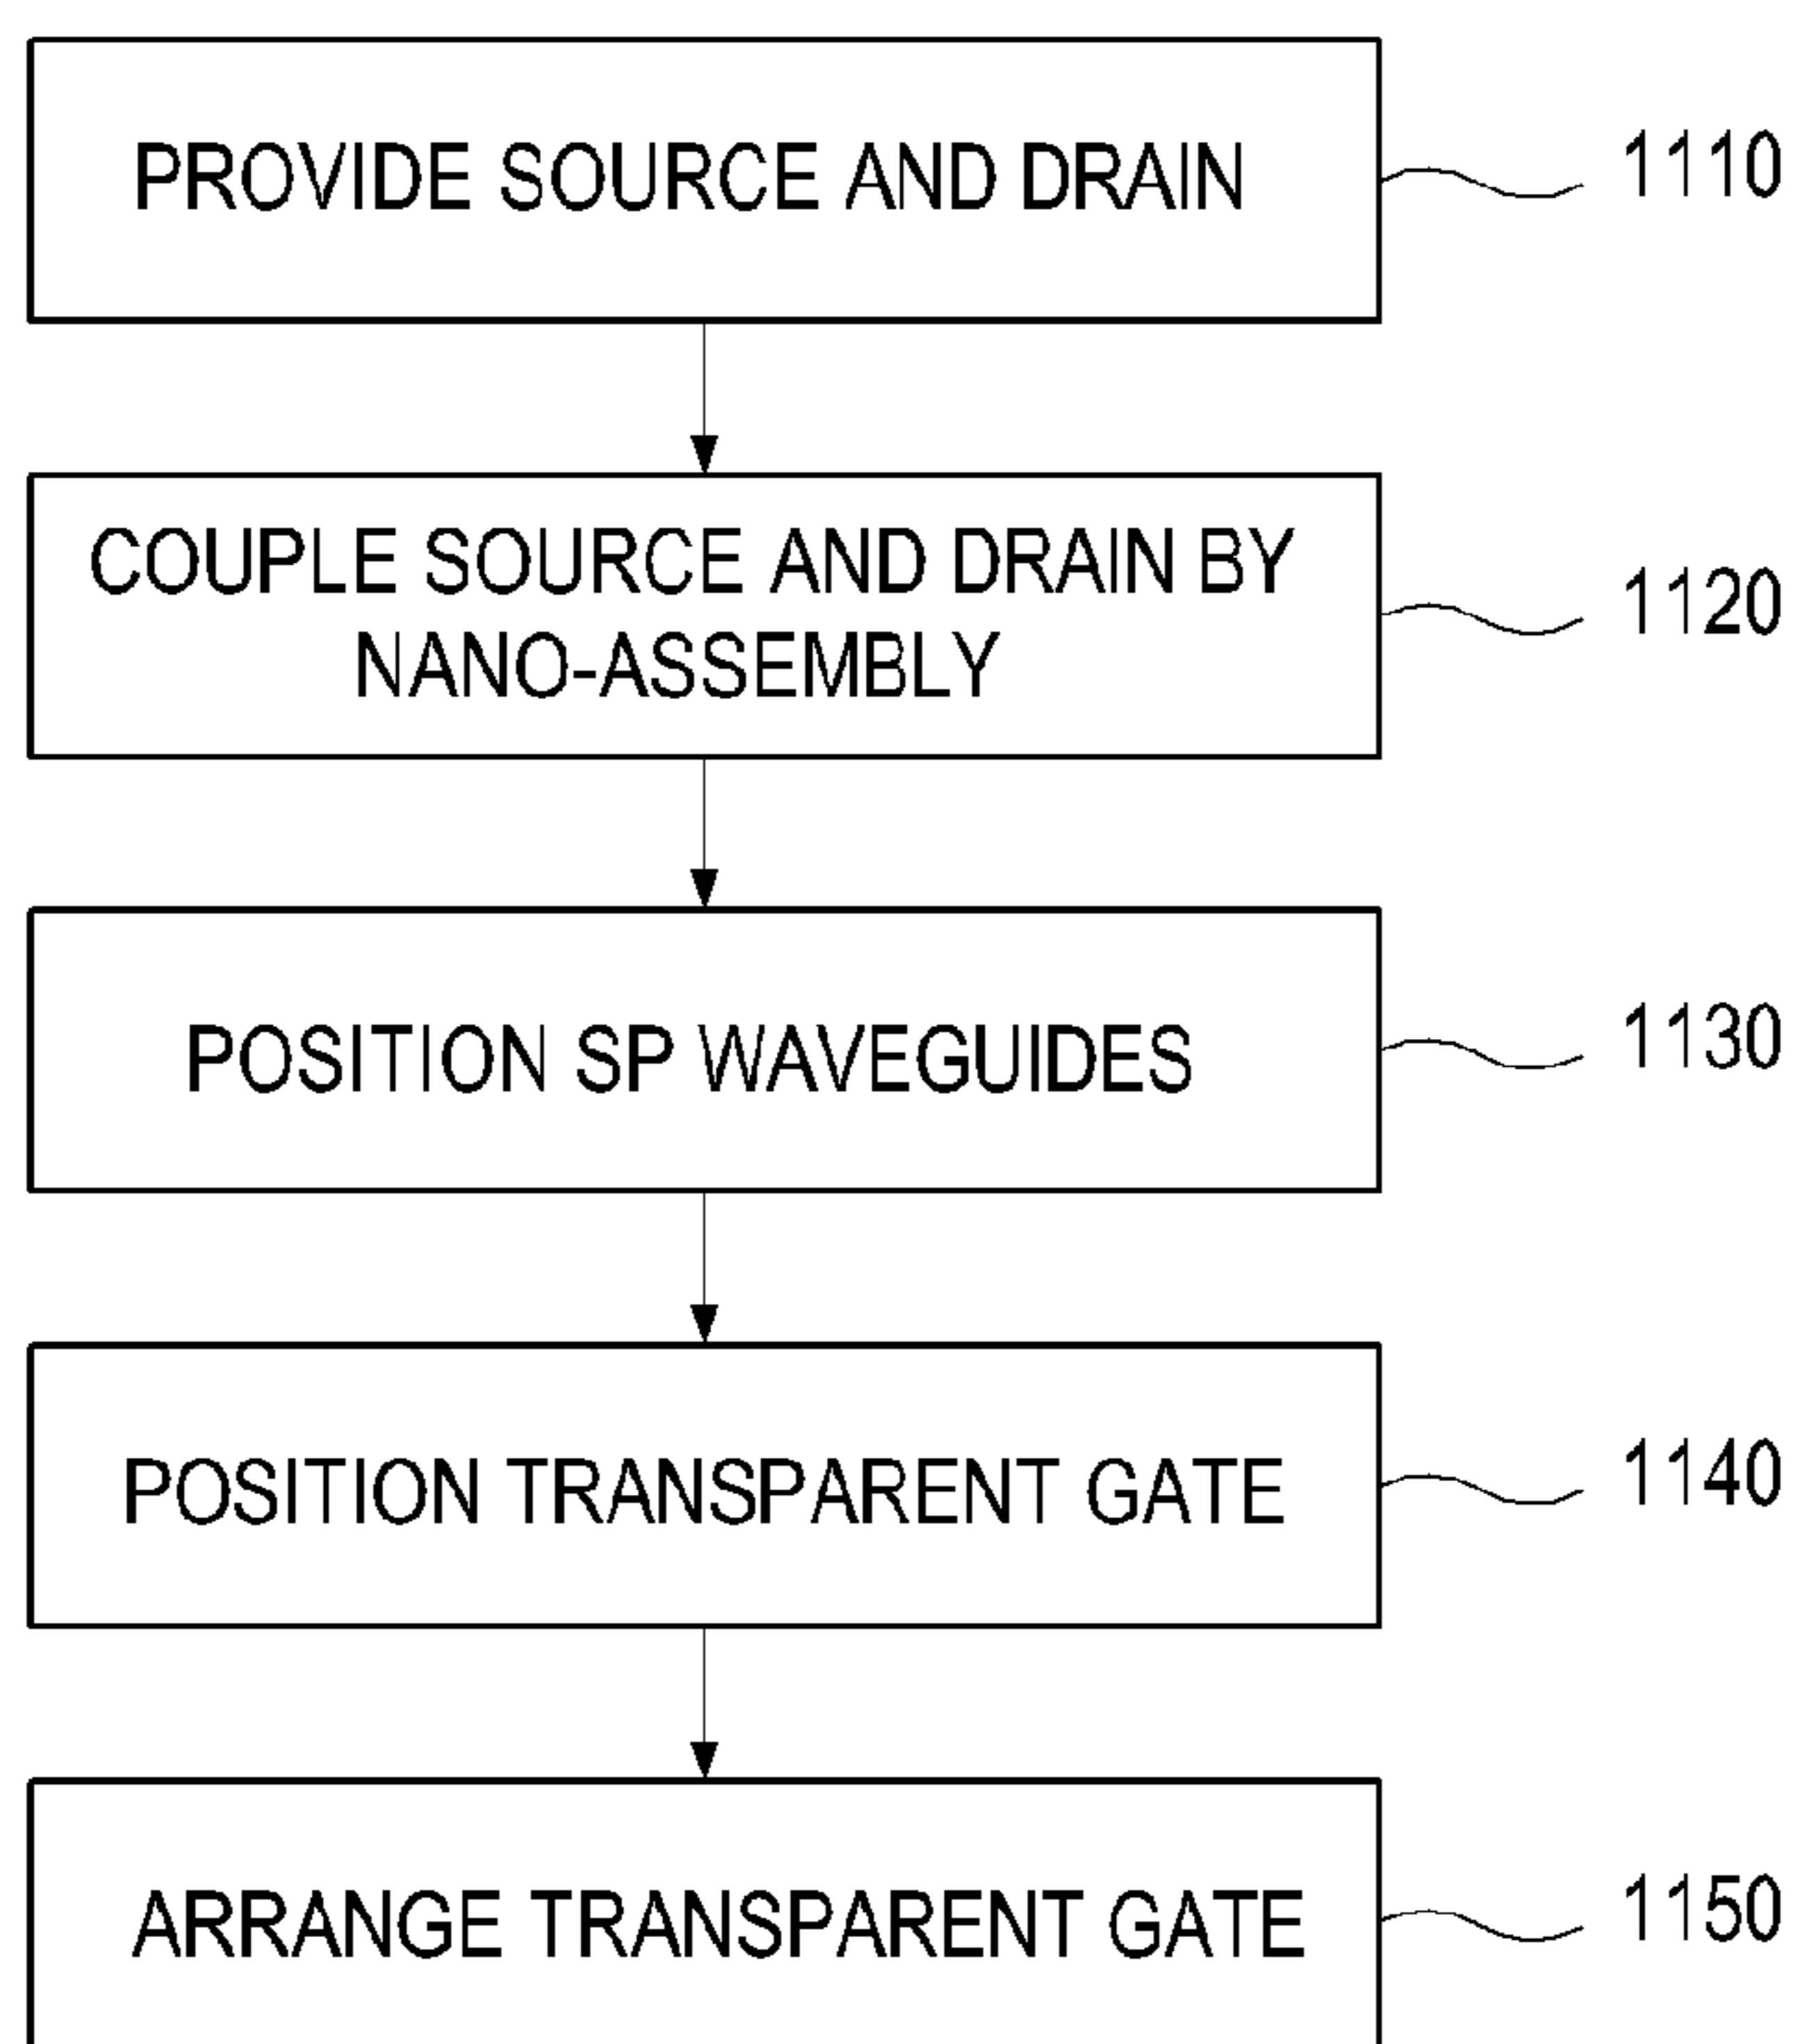 PROVIDE SOURCE AND DRAIN
1110
COUPLE SOURCE AND DRAIN BY
NANO-ASSEMBLY
1120
POSITION SP WAVEGUIDES
1130
POSITION TRANSPARENT GATE
1140
ARRANGE TRANSPARENT GATE
1150